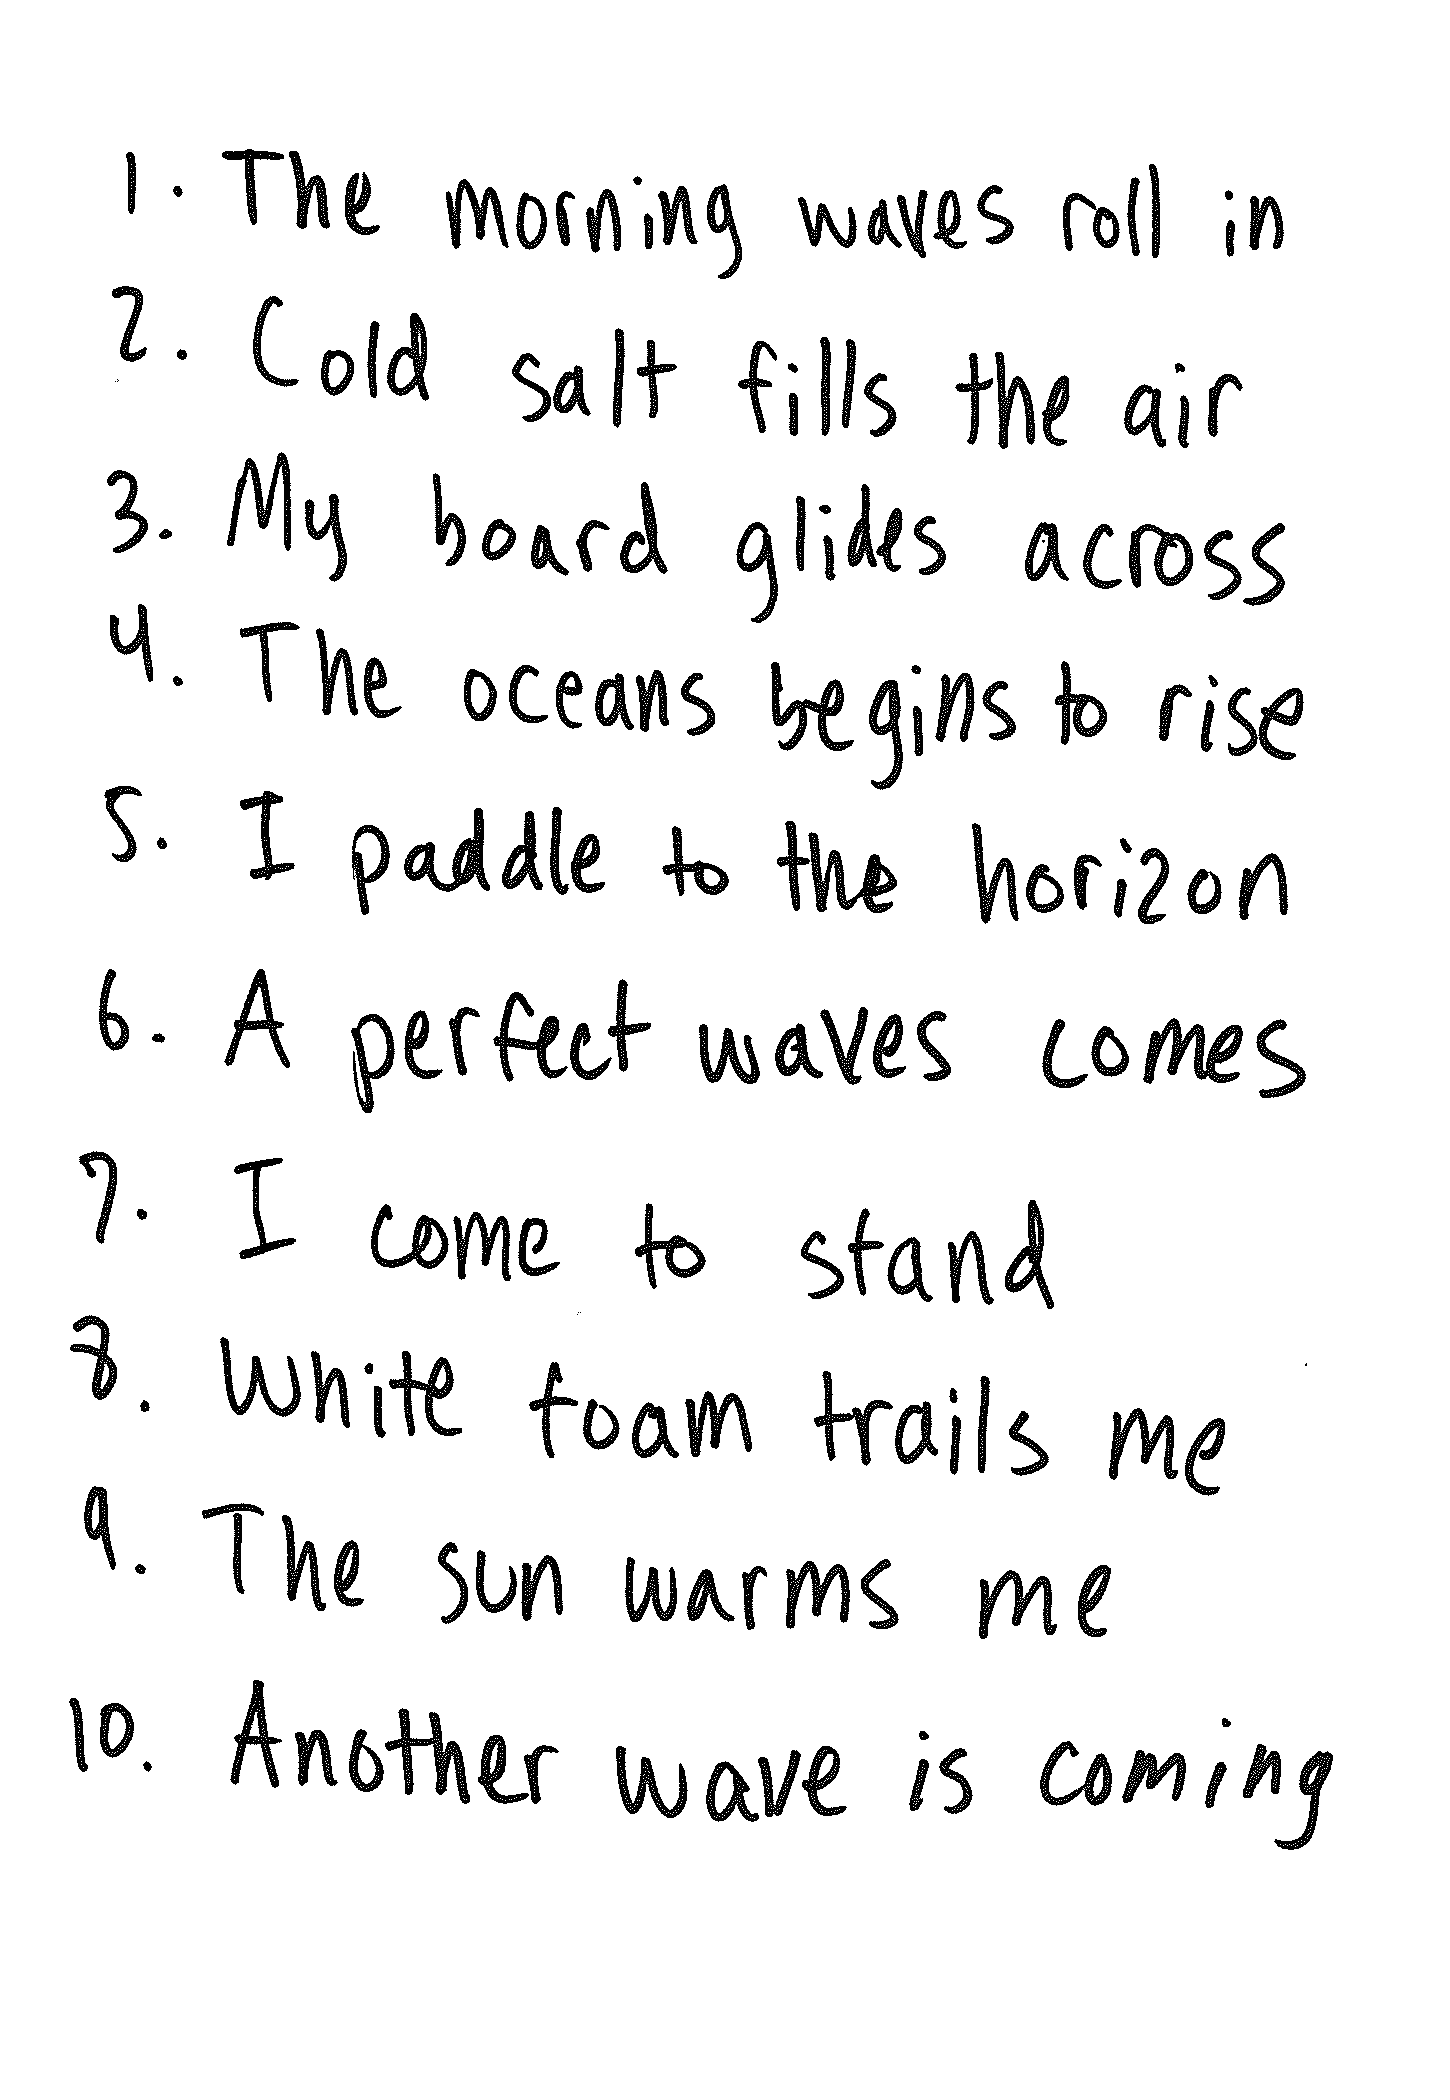 1. The morning waves roll in
2. Cold salt fills the air
3. My board glides across
4. The oceans begins to rise
5. I paddle to the horizon
6. A perfect waves comes
7. I come to stand
8. White foam trails me
9. The sun warms me
10. Another wave is coming